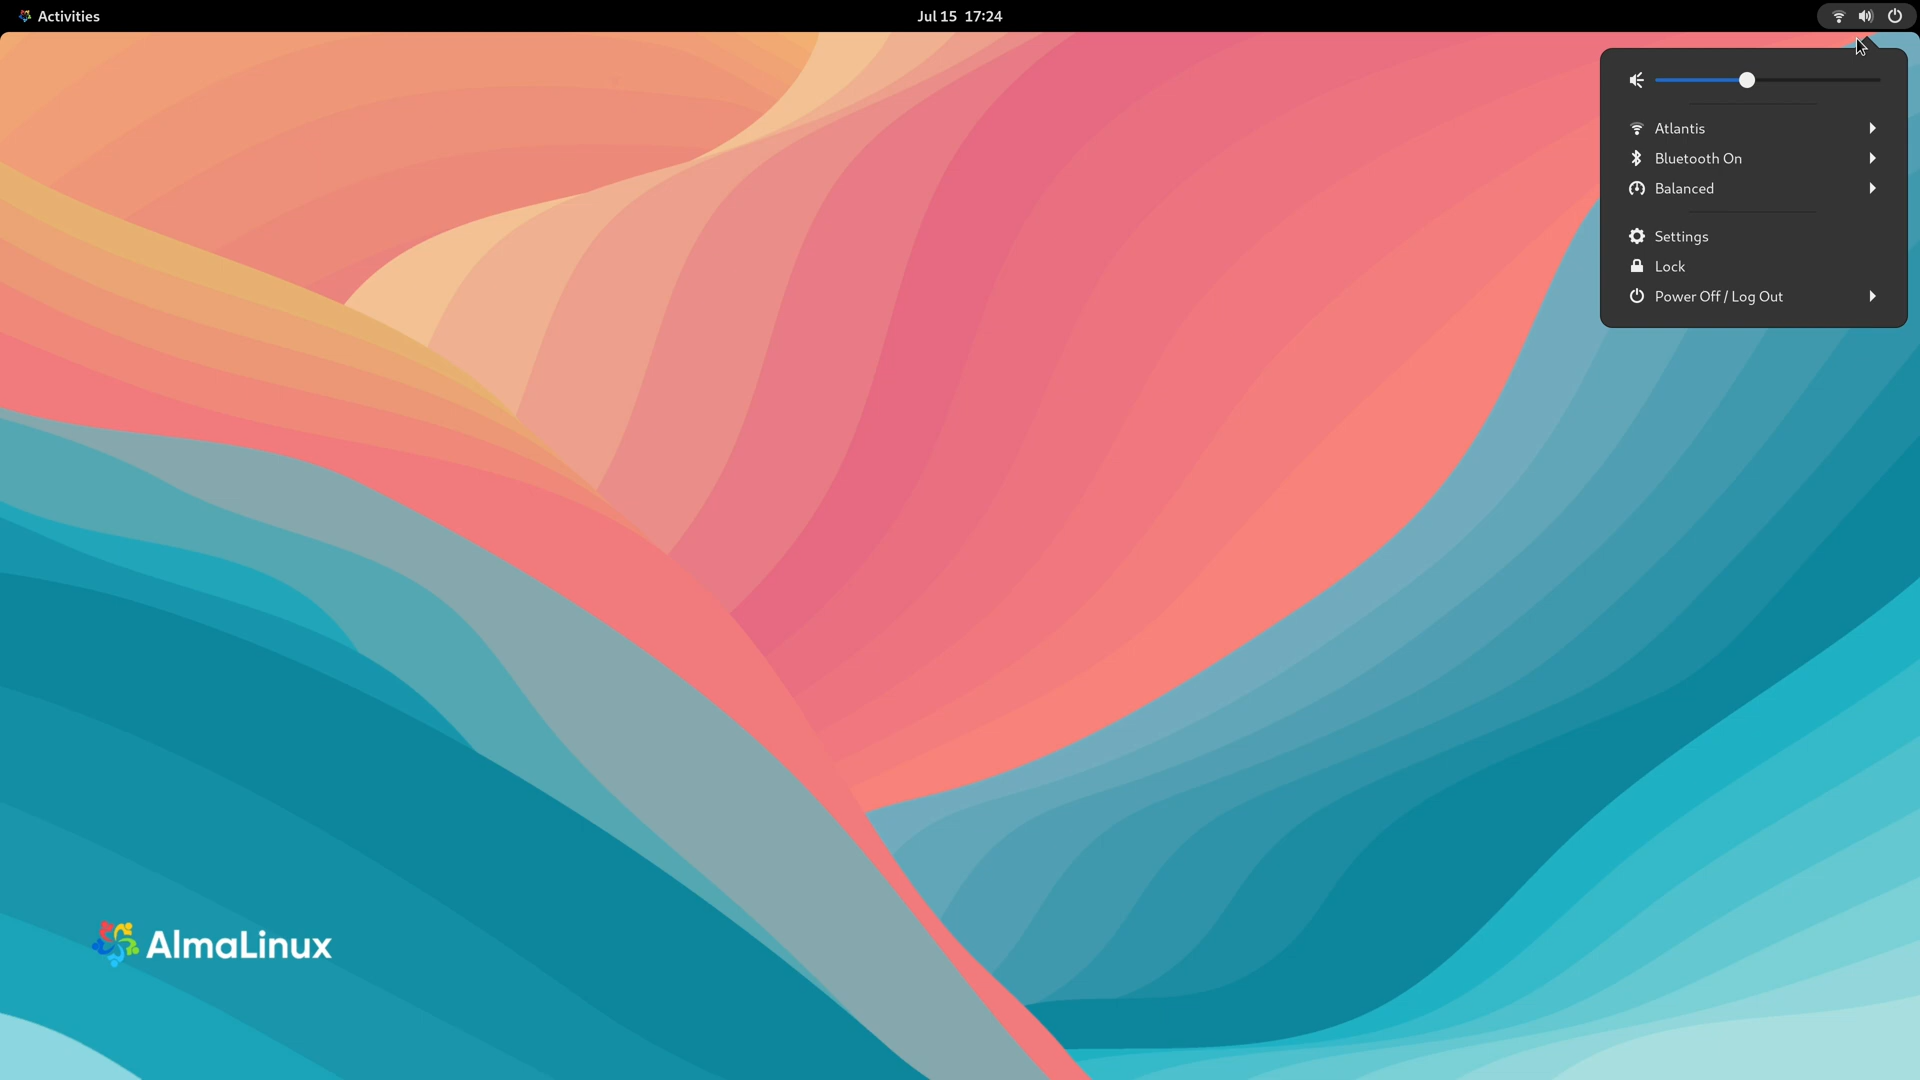 Activities
Jul 15 17:24
Atlantis
Bluetooth On
Balanced
Settings
Lock
Power Off / Log Out
AlmaLinux